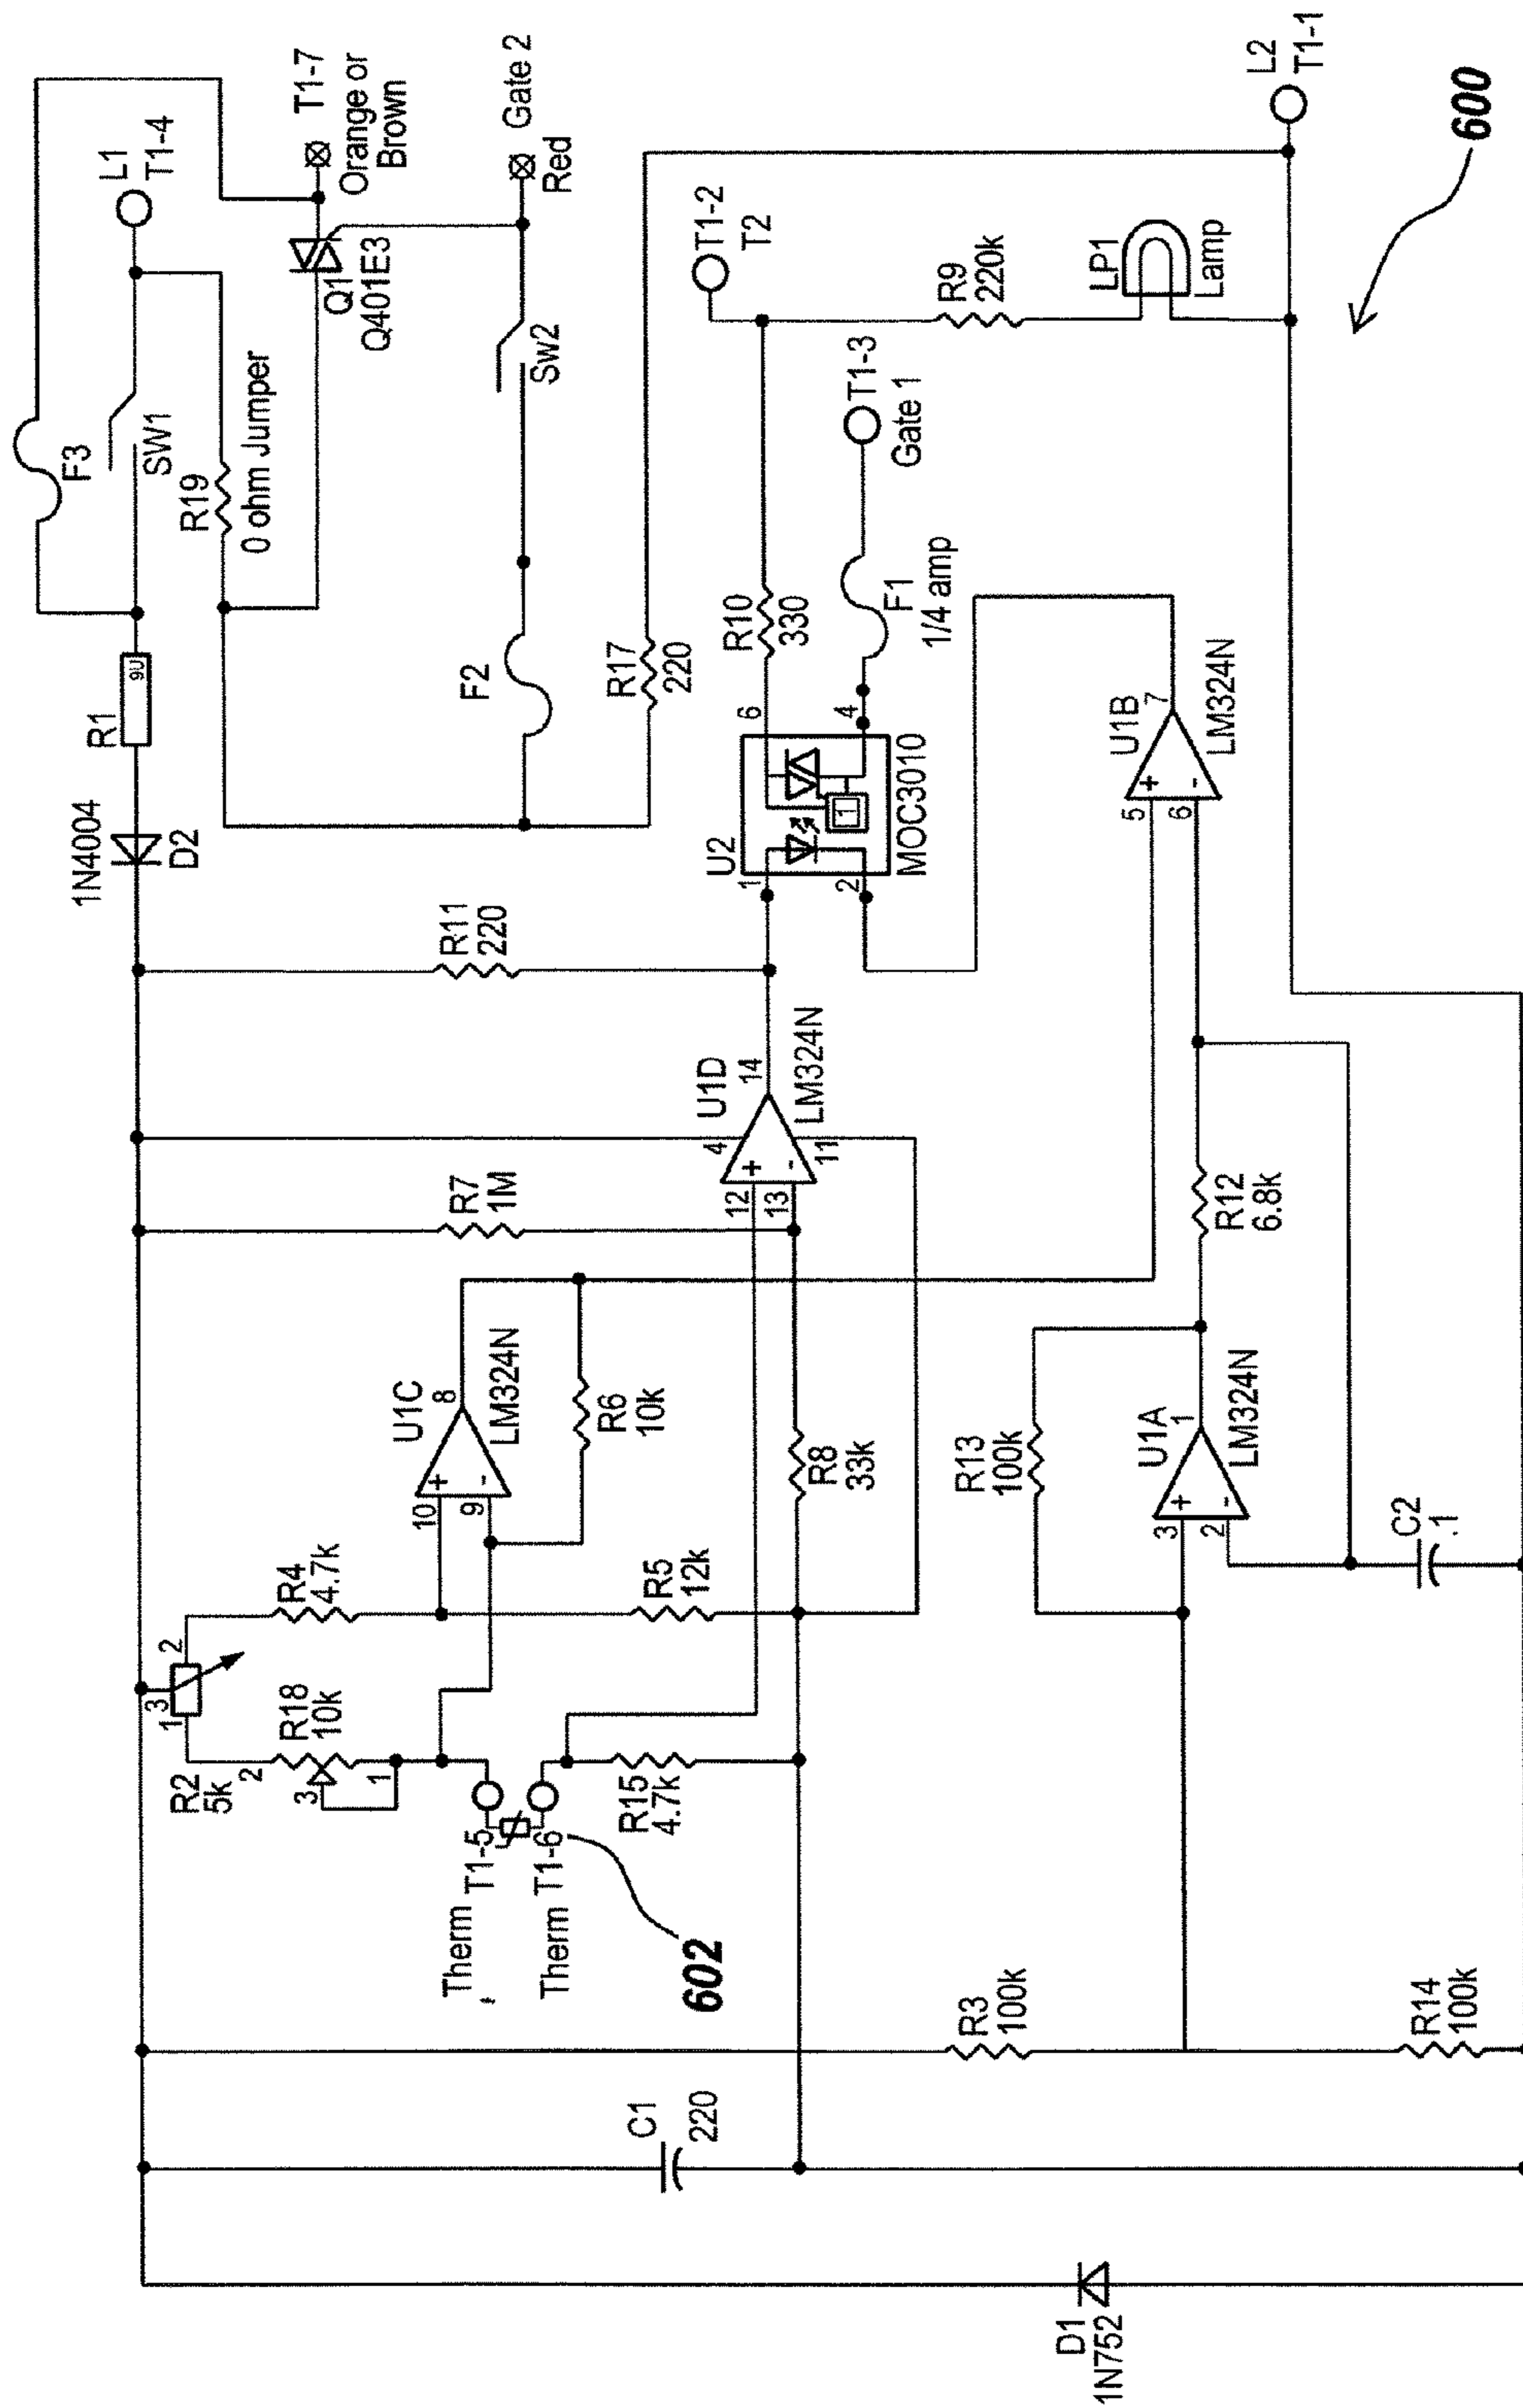 F3
L1
T1-4
T1-7
Orange or
Brown
SW1
R19
0 ohm Jumper
Q1
Q401E3
Gate 2
Red
Sw2
F2
R1
9U
1N4004
D2
R17
220
L2
T1-1
600
T1-2
T2
R9
220k
LP1
Lamp
T1-3
Gate 1
R10
330
F1
1/4 amp
U2
1
2
6
4
1
MOC3010
R11
220
U1B
5
6
7
+
-
LM324N
U1D
4
14
12
13
11
+
-
LM324N
R7
1M
R12
6.8k
U1C
8
10
9
+
-
LM324N
R6
10k
R8
33k
R13
100k
U1A
1
3
2
+
-
LM324N
C2
.1
R4
4.7k
R5
12k
2
3
1
R18
10k
R2
5k
2
3
1
R15
4.7k
Therm T1-5
Therm T1-6
602
R3
100k
R14
100k
C1
220
D1
1N752